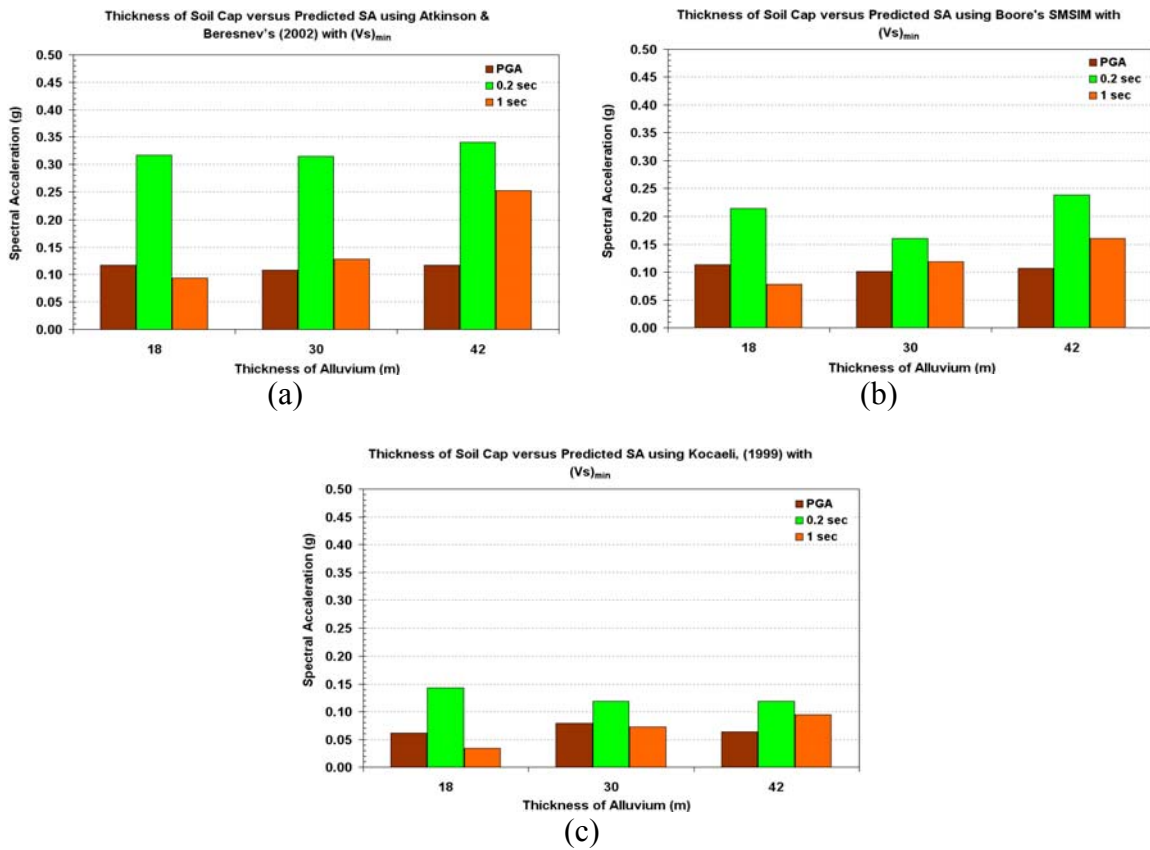 Thickness of Soil Cap versus Predicted SA using Atkinson &
Beresnev's (2002) with (Vs)min
0.50
0.45
0.40
0.35
0.30
0.25
0.20
0.15
0.10
0.05
0.00
Spectral Accaleration (g)
PGA
0.2 sec
1 sec
18
30
42
Thickness of Alluvium (m)
(a)
Thickness of Soil Cap versus Predicted SA using Boore's SMSIM with
(Vs)min
0.50
0.45
0.40
0.35
0.30
0.25
0.20
0.15
0.10
0.05
0.00
Spectral Acceleration (g)
PGA
0.2 sec
1 sec
18
30
42
Thickness of Alluvium (m)
(b)
Thickness of Soil Cap versus Predicted SA using Kocaeli, (1999) with
(Vs)min
0.50
0.45
0.40
0.35
0.30
0.25
0.20
0.15
0.10
0.05
0.00
Spectral Accaleration (g)
PGA
0.2 sec
1 sec
18
30
42
Thickness of Alluvium (m)
(c)